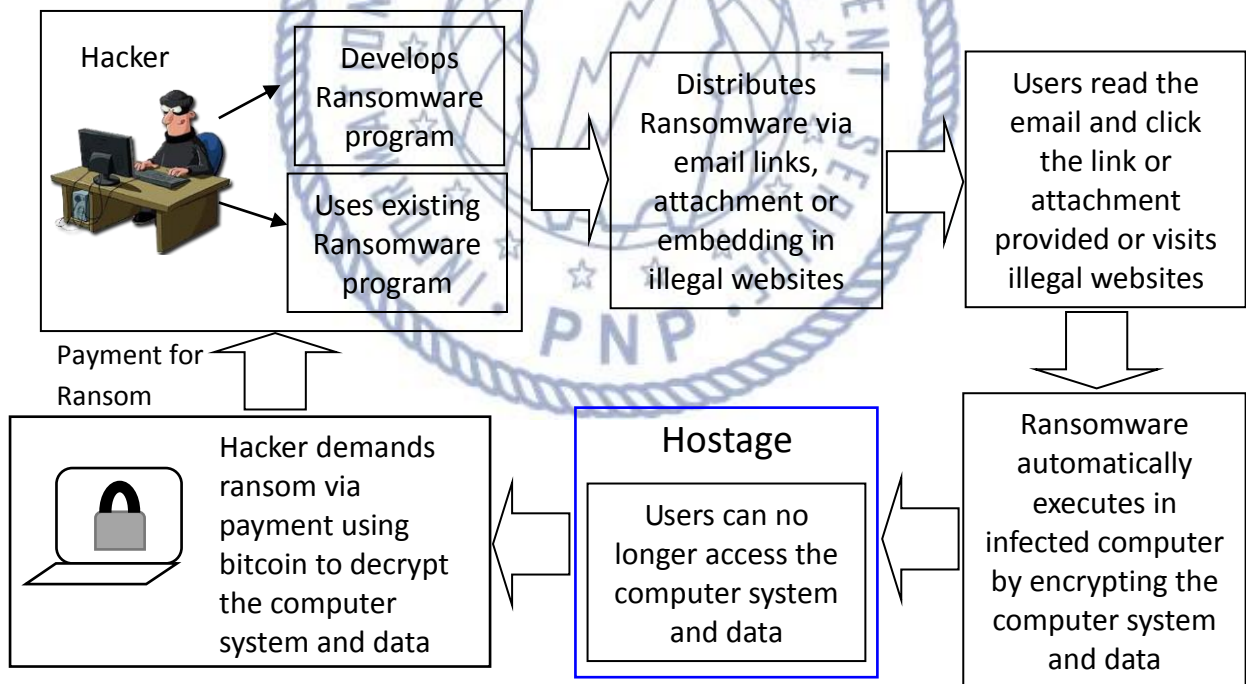 Hacker
Develops
Ransomware
program
Uses existing
Ransomware
program
Distributes
Ransomware via
email links,
attachment or
embedding in
illegal websites
Users read the
email and click
the link or
attachment
provided or visits
illegal websites
Ransomware
automatically
executes in
infected computer
by encrypting the
computer system
and data
Hostage
Users can no
longer access the
computer system
and data
Hacker demands
ransom via
payment using
bitcoin to decrypt
the computer
system and data
Payment for
Ransom
PNP